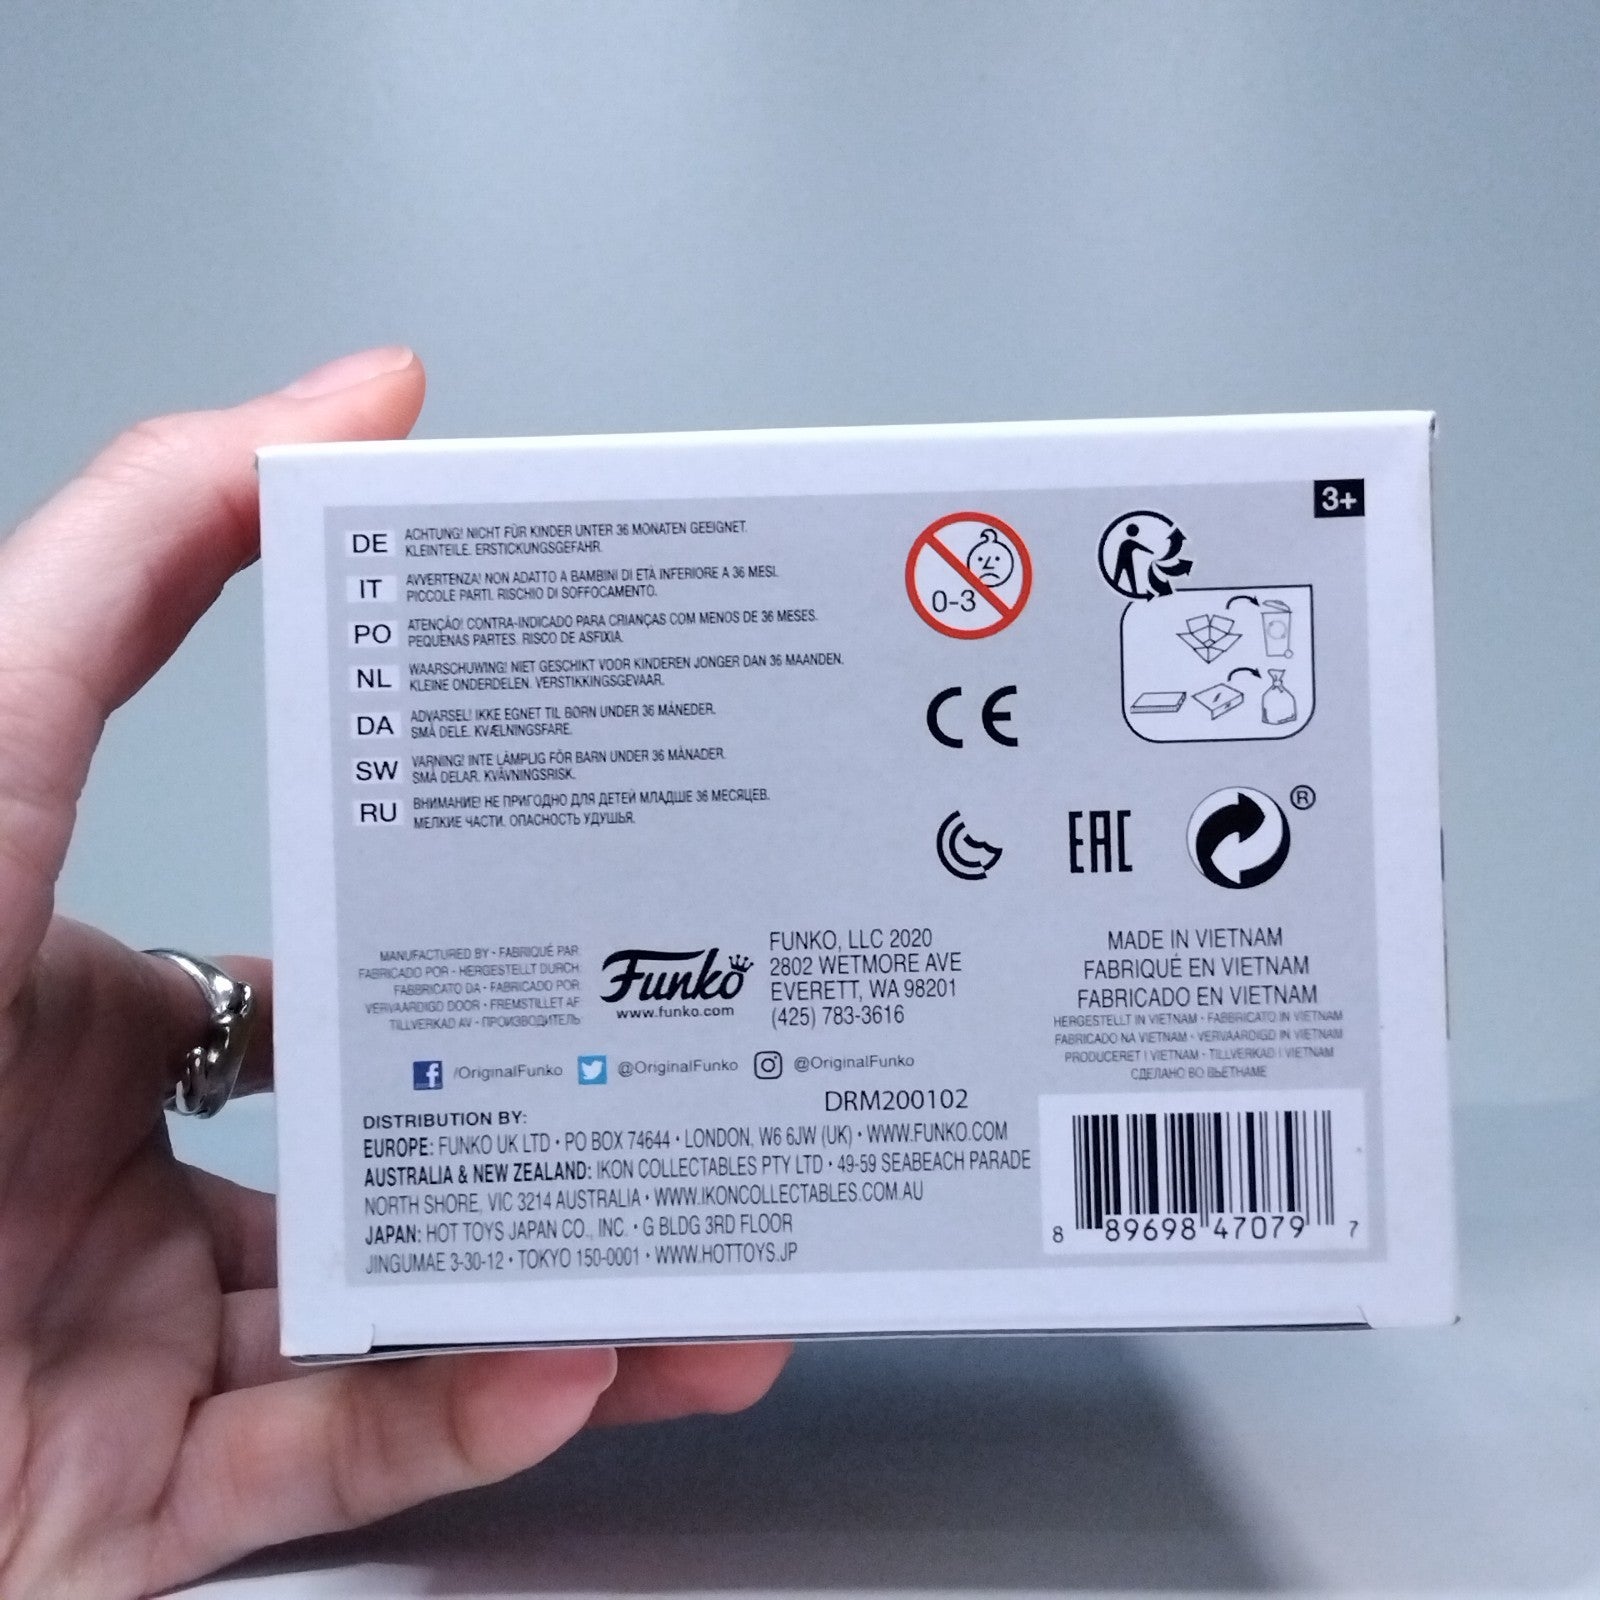 3+
DE ACHTUNG! NICHT FÜR KINDER UNTER 36 MONATEN GEEIGNET.
KLEINTEILE. ERSTICKUNGSGEFAHR.
IT AVVERTENZA! NON ADATTO A BAMBINI DI ETÀ INFERIORE A 36 MESI.
PICCOLE PARTI. RISCHIO DI SOFFOCAMENTO.
PO ATENÇÃO! CONTRA-INDICADO PARA CRIANÇAS COM MENOS DE 36 MESES.
PEQUENAS PARTES. RISCO DE ASFIXIA.
NL WAARSCHUWING! NIET GESCHIKT VOOR KINDEREN JONGER DAN 36 MAANDEN.
KLEINE ONDERDELEN. VERSTIKKINGSGEVAAR.
DA ADVARSEL! IKKE EGNET TIL BØRN UNDER 36 MÅNEDER.
SMÅ DELE. KVÆLNINGSFARE.
SW VARNING! INTE LÄMPLIG FÖR BARN UNDER 36 MÅNADER.
SMÅ DELAR. KVÄVNINGSRISK.
RU ВНИМАНИЕ! НЕ ПРИГОДНО ДЛЯ ДЕТЕЙ МЛАДШЕ 36 МЕСЯЦЕВ.
МЕЛКИЕ ЧАСТИ. ОПАСНОСТЬ УДУШЬЯ.
0-3
CE
EAC
®
MANUFACTURED BY • FABRIQUÉ PAR
FABRICADO POR • HERGESTELLT DURCH
FABBRICATO DA • FABRICADO POR
VERVAARDIGD DOOR • FREMSTILLET AF
TILLVERKAD AV • ПРОИЗВОДИТЕЛЬ
Funko
www.funko.com
FUNKO, LLC 2020
2802 WETMORE AVE
EVERETT, WA 98201
(425) 783-3616
MADE IN VIETNAM
FABRIQUÉ EN VIETNAM
FABRICADO EN VIETNAM
HERGESTELLT IN VIETNAM • FABBRICATO IN VIETNAM
FABRICADO NA VIETNAM • VERVAARDIGD IN VIETNAM
PRODUCERET I VIETNAM • TILLVERKAD I VIETNAM
СДЕЛАНО ВО ВЬЕТНАМЕ
/OriginalFunko @OriginalFunko @OriginalFunko
DRM200102
DISTRIBUTION BY:
EUROPE: FUNKO UK LTD • PO BOX 74644 • LONDON, W6 6JW (UK) • WWW.FUNKO.COM
AUSTRALIA & NEW ZEALAND: IKON COLLECTABLES PTY LTD • 49-59 SEABEACH PARADE
NORTH SHORE, VIC 3214 AUSTRALIA • WWW.IKONCOLLECTABLES.COM.AU
JAPAN: HOT TOYS JAPAN CO., INC. • G BLDG 3RD FLOOR
JINGUMAE 3-30-12 • TOKYO 150-0001 • WWW.HOTTOYS.JP
8 89698 47079 7